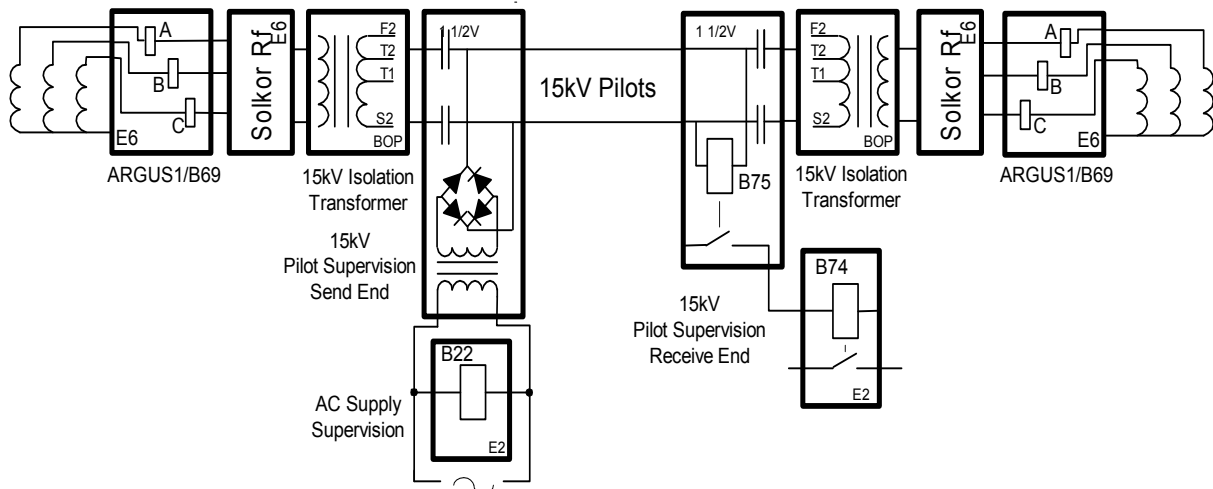 A
B
C
E6
ARGUS1/B69
Solkor Rf
E6
F2
T2
T1
S2
BOP
15kV Isolation
Transformer
1 1/2V
15kV
Pilot Supervision
Send End
B22
E2
AC Supply
Supervision
15kV Pilots
1 1/2V
B75
15kV
Pilot Supervision
Receive End
B74
E2
F2
T2
T1
S2
BOP
15kV Isolation
Transformer
Solkor Rf
E6
A
B
C
E6
ARGUS1/B69